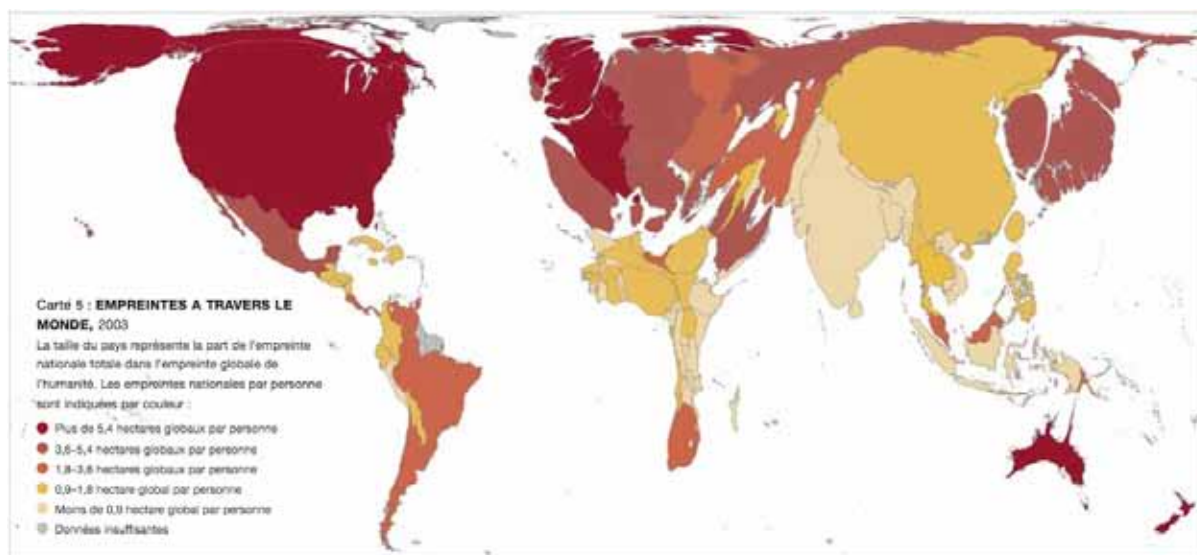 Carte 5 : EMPREINTES A TRAVERS LE
MONDE, 2003
La taille du pays représente la part de l'empreinte
nationale totale dans l'empreinte globale de
l'humanité. Les empreintes nationales par personne
sont indiquées par couleur :
Plus de 5,4 hectares globaux par personne
3,6–5,4 hectares globaux par personne
1,8–3,6 hectares globaux par personne
0,9–1,8 hectare global par personne
Moins de 0,9 hectare global par personne
Données insuffisantes